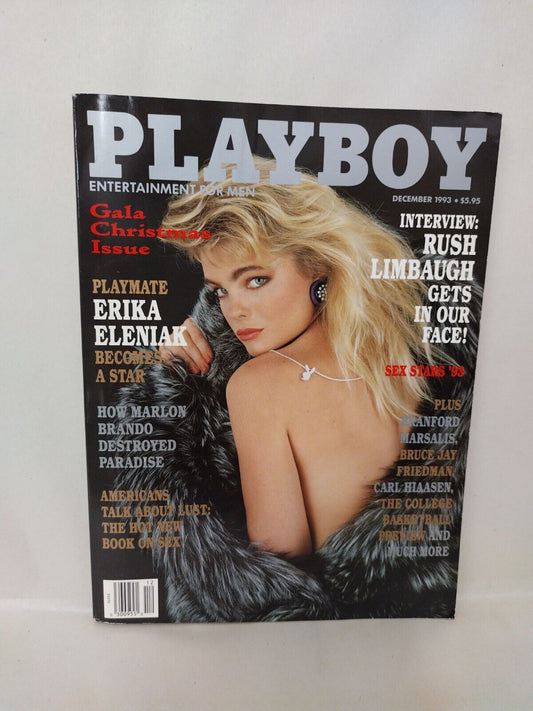 PLAYBOY
ENTERTAINMENT FOR MEN
DECEMBER 1993 • $5.95
Gala
Christmas
Issue
PLAYMATE
ERIKA
ELENIAK
BECOMES
A STAR
HOW MARLON
BRANDO
DESTROYED
PARADISE
AMERICANS
TALK ABOUT LUST:
THE HOT NEW
BOOK ON SEX
INTERVIEW:
RUSH
LIMBAUGH
GETS
IN OUR
FACE!
SEX STARS '93
PLUS
BRANFORD
MARSALIS,
BRUCE JAY
FRIEDMAN,
CARL HIAASEN,
THE COLLEGE
BASKETBALL
PREVIEW AND
MUCH MORE
12